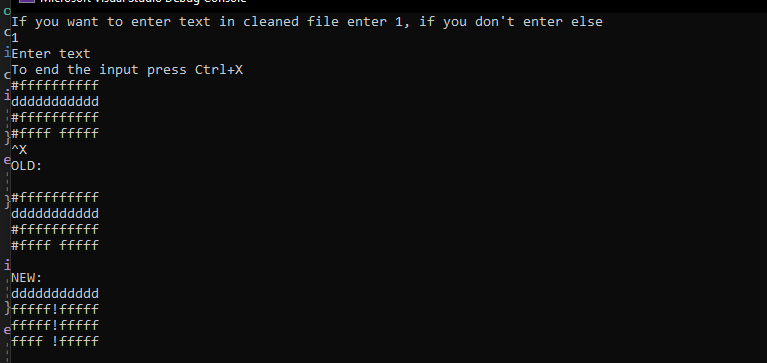 Microsoft Visual Studio Debug Console
If you want to enter text in cleaned file enter 1, if you don't enter else
1
Enter text
To end the input press Ctrl+X
#ffffffffff
ddddddddddd
#ffffffffff
#ffff fffff
^X
OLD:
#ffffffffff
ddddddddddd
#ffffffffff
#ffff fffff
NEW:
ddddddddddd
fffff!fffff
fffff!fffff
ffff !fffff